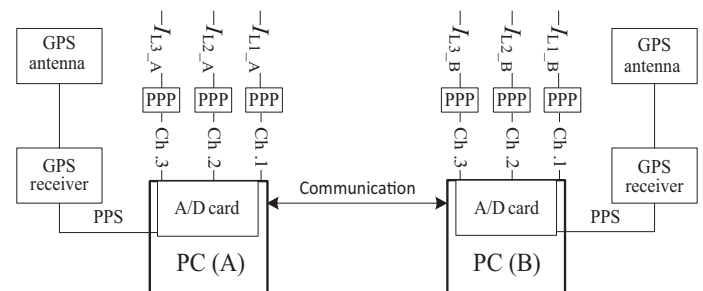 GPS
antenna
I_L3_A
I_L2_A
I_L1_A
I_L3_B
I_L2_B
I_L1_B
GPS
antenna
PPP
PPP
PPP
PPP
PPP
PPP
Ch .3
Ch .2
Ch .1
Ch .3
Ch .2
Ch .1
GPS
receiver
GPS
receiver
Communication
PPS
A/D card
A/D card
PPS
PC (A)
PC (B)